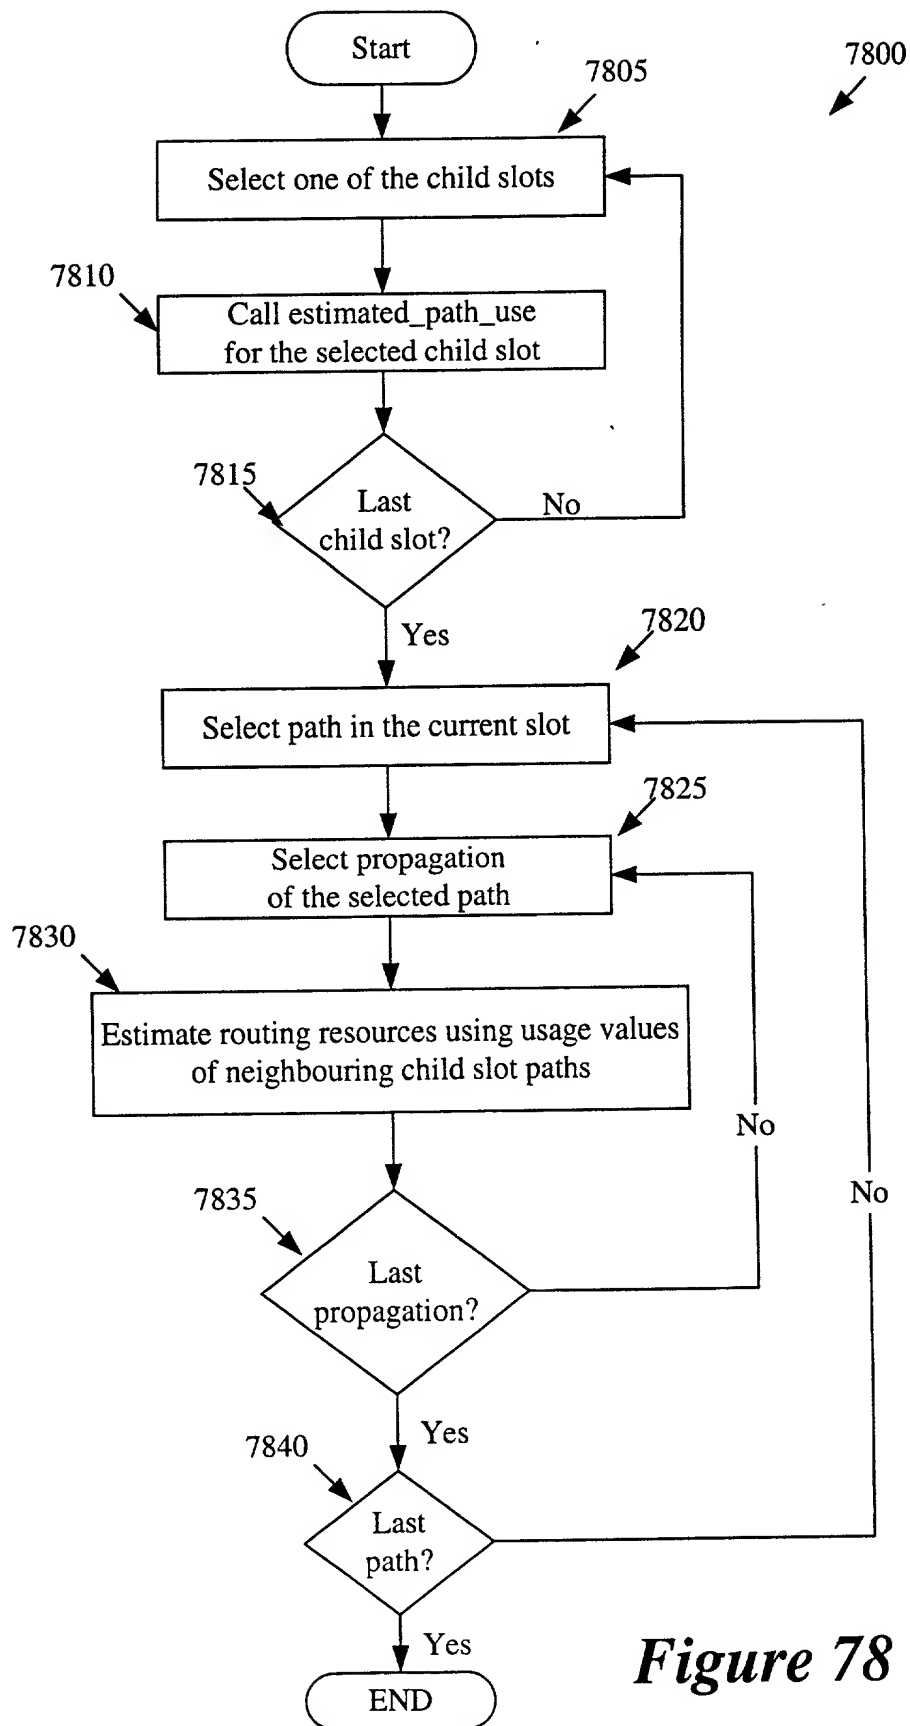 Start
7800
7805
Select one of the child slots
7810
Call estimated_path_use
for the selected child slot
7815
Last
child slot?
No
Yes
7820
Select path in the current slot
7825
Select propagation
of the selected path
7830
Estimate routing resources using usage values
of neighbouring child slot paths
No
No
7835
Last
propagation?
Yes
7840
Last
path?
Yes
END
Figure 78